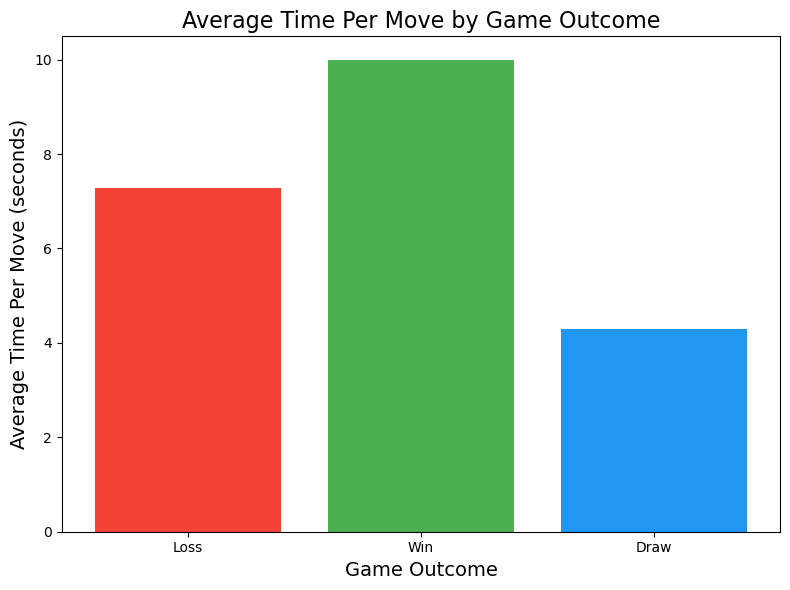 Average Time Per Move by Game Outcome
Average Time Per Move (seconds)
10
8
6
4
2
0
Loss
Win
Draw
Game Outcome